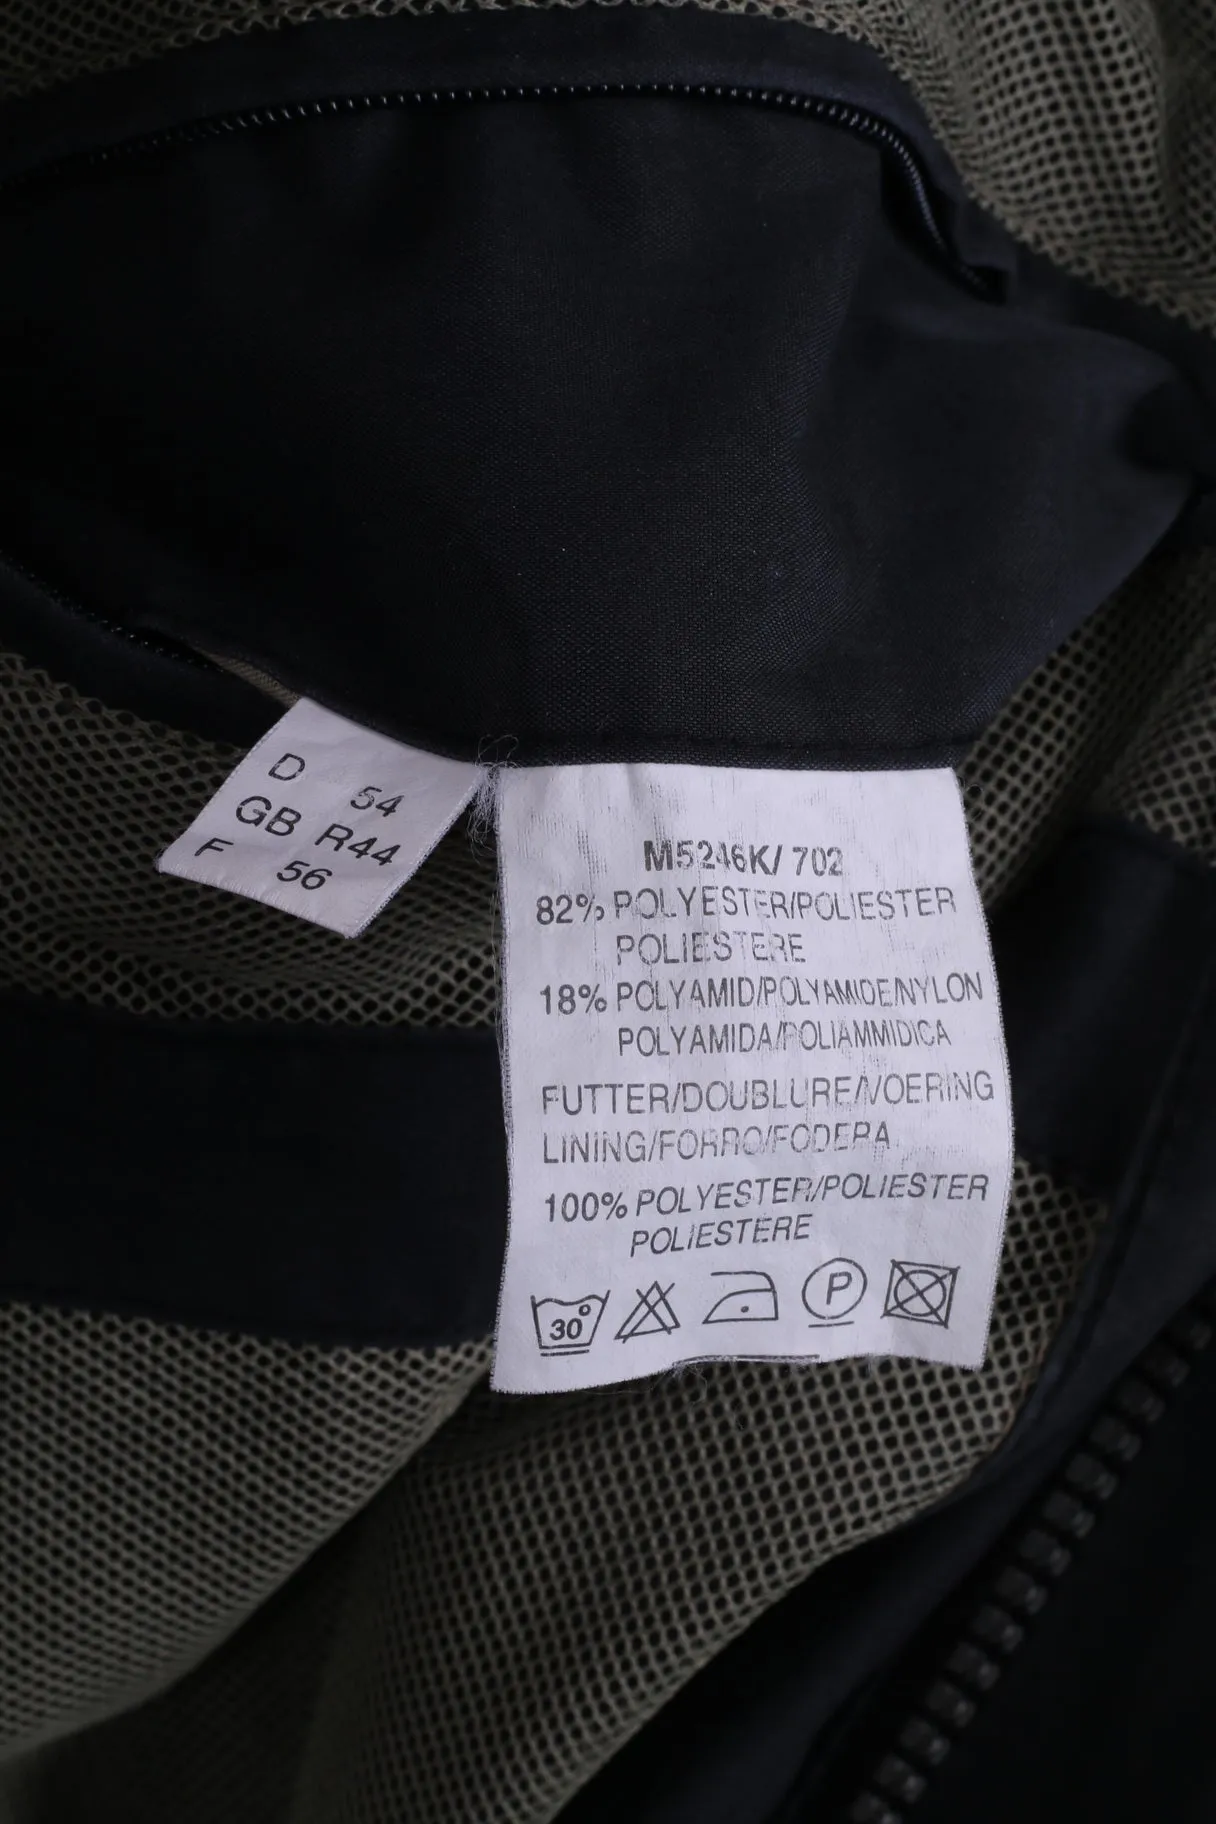 D 54
GB R44
F 56
M5246K/ 702
82% POLYESTER/POLIESTER
POLIESTERE
18% POLYAMID/POLYAMIDE/NYLON
POLYAMIDA/POLIAMMIDICA
FUTTER/DOUBLURE/VOERING
LINING/FORRO/FODERA
100% POLYESTER/POLIESTER
POLIESTERE
30° P